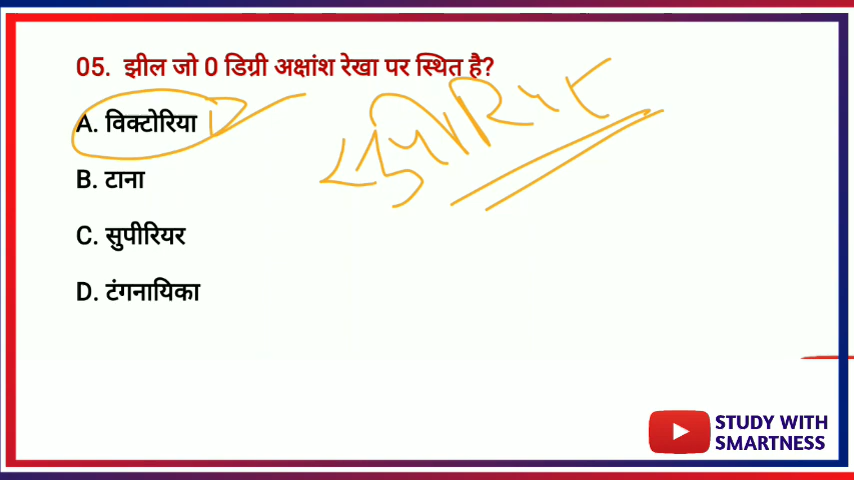 05. झील जो 0 डिग्री अक्षांश रेखा पर स्थित है?
A. विक्टोरिया
B. टाना
C. सुपीरियर
D. टंगनायिका
STUDY WITH
SMARTNESS